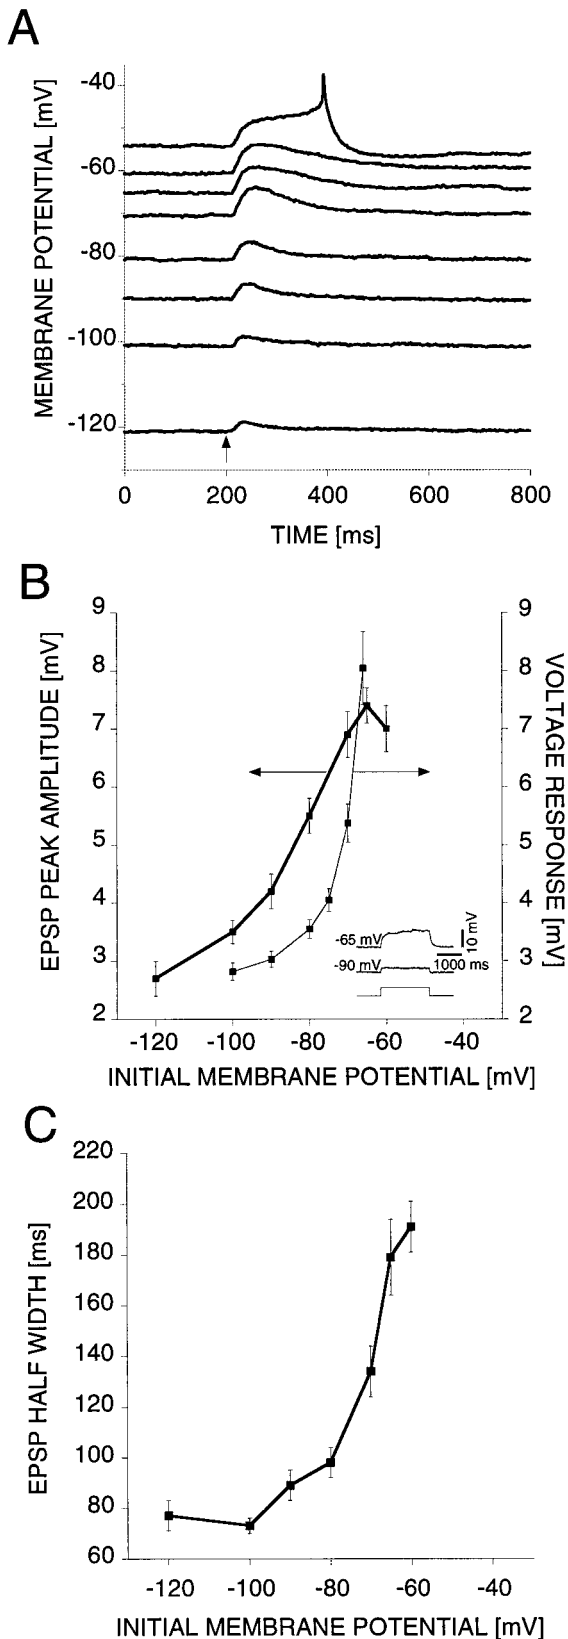 A
MEMBRANE POTENTIAL [mV]
-40
-60
-80
-100
-120
0 200 400 600 800
TIME [ms]
B
EPSP PEAK AMPLITUDE [mV]
9
8
7
6
5
4
3
2
9
8
7
6
5
4
3
2
VOLTAGE RESPONSE [mV]
-65 mV
10 mV
-90 mV
1000 ms
-120 -100 -80 -60 -40
INITIAL MEMBRANE POTENTIAL [mV]
C
EPSP HALF WIDTH [ms]
220
200
180
160
140
120
100
80
60
-120 -100 -80 -60 -40
INITIAL MEMBRANE POTENTIAL [mV]